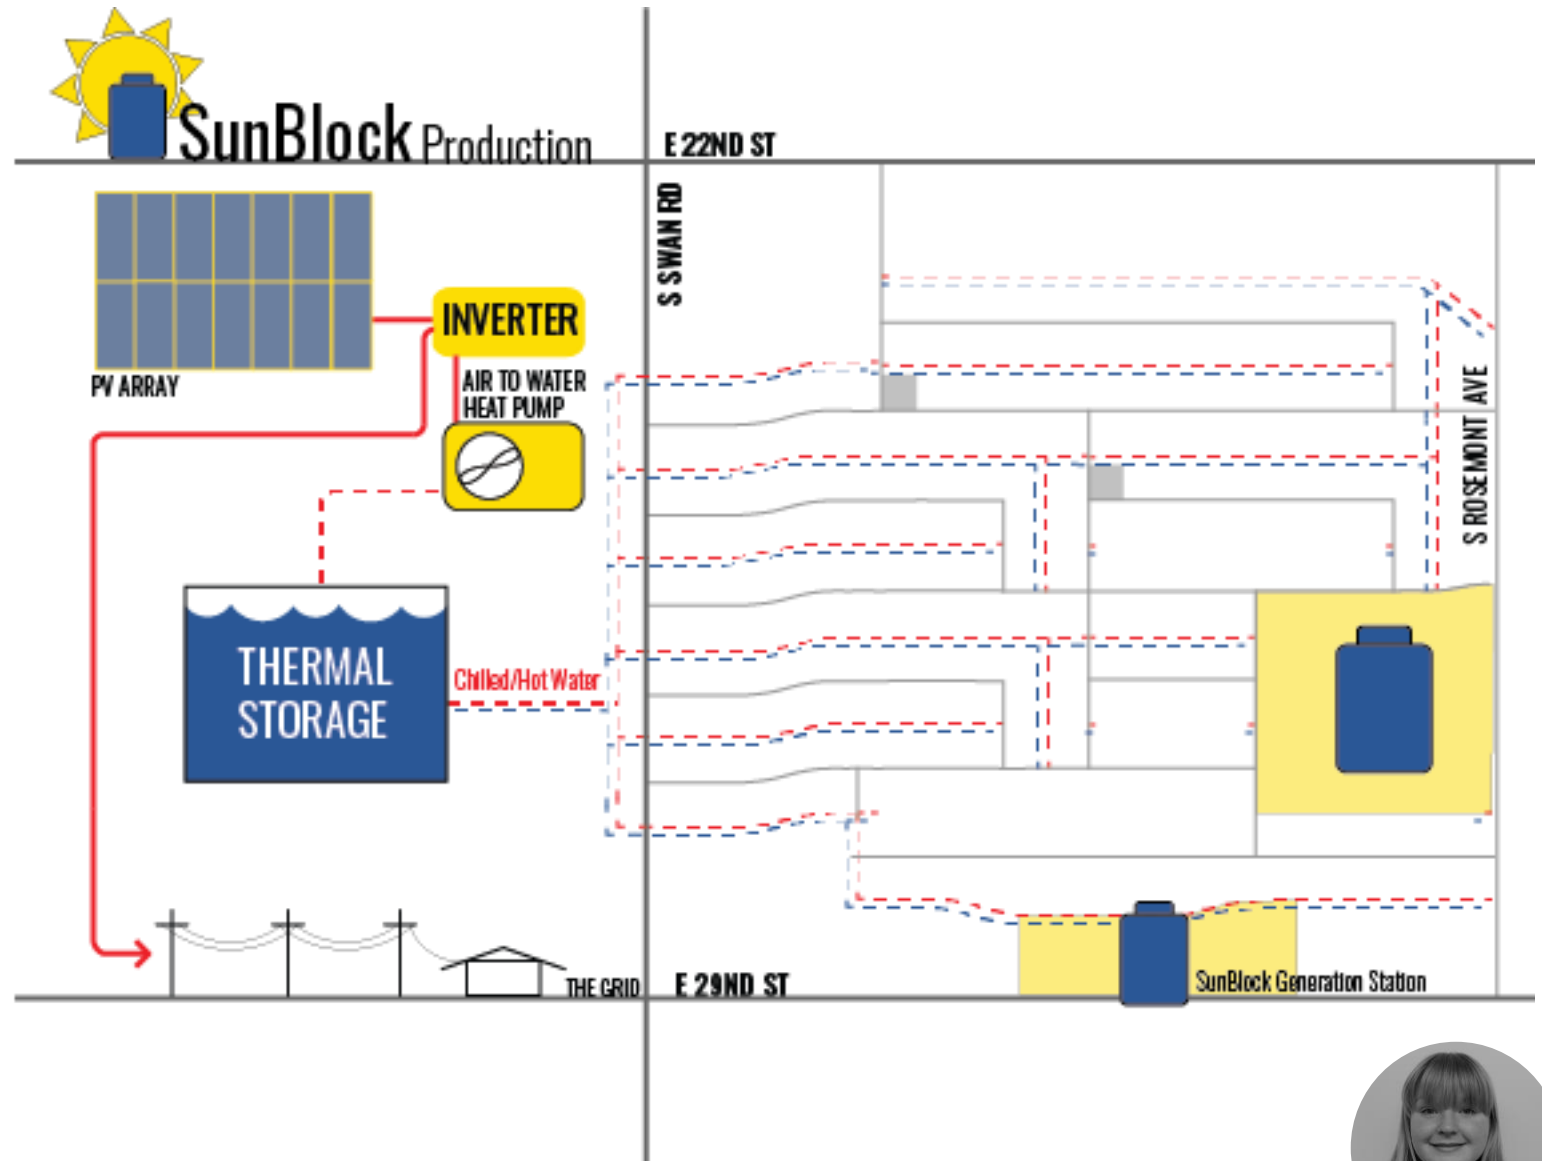 SunBlock Production
E 22ND ST
S SWAN RD
INVERTER
PV ARRAY
AIR TO WATER
HEAT PUMP
S ROSEMONT AVE
THERMAL
STORAGE
Chilled/Hot Water
THE GRID
E 29ND ST
SunBlock Generation Station